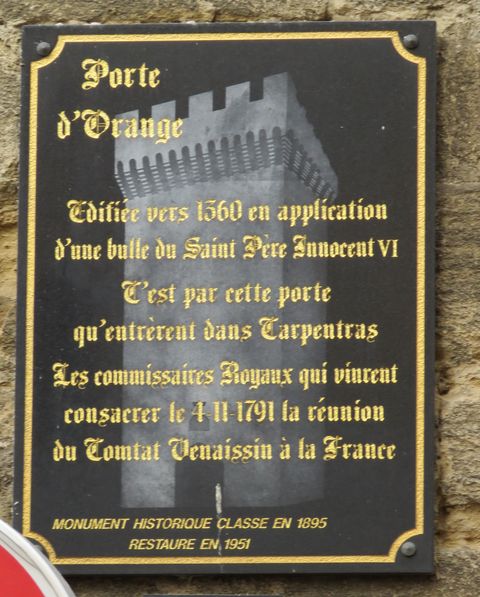 Porte
d'Orange
Edifiée vers 1360 en application
d'une bulle du Saint Père Innocent VI
C'est par cette porte
qu'entrèrent dans Carpentras
Les commissaires Royaux qui vinrent
consacrer le 4-11-1791 la réunion
du Comtat Venaissin à la France
MONUMENT HISTORIQUE CLASSE EN 1895
RESTAURE EN 1951